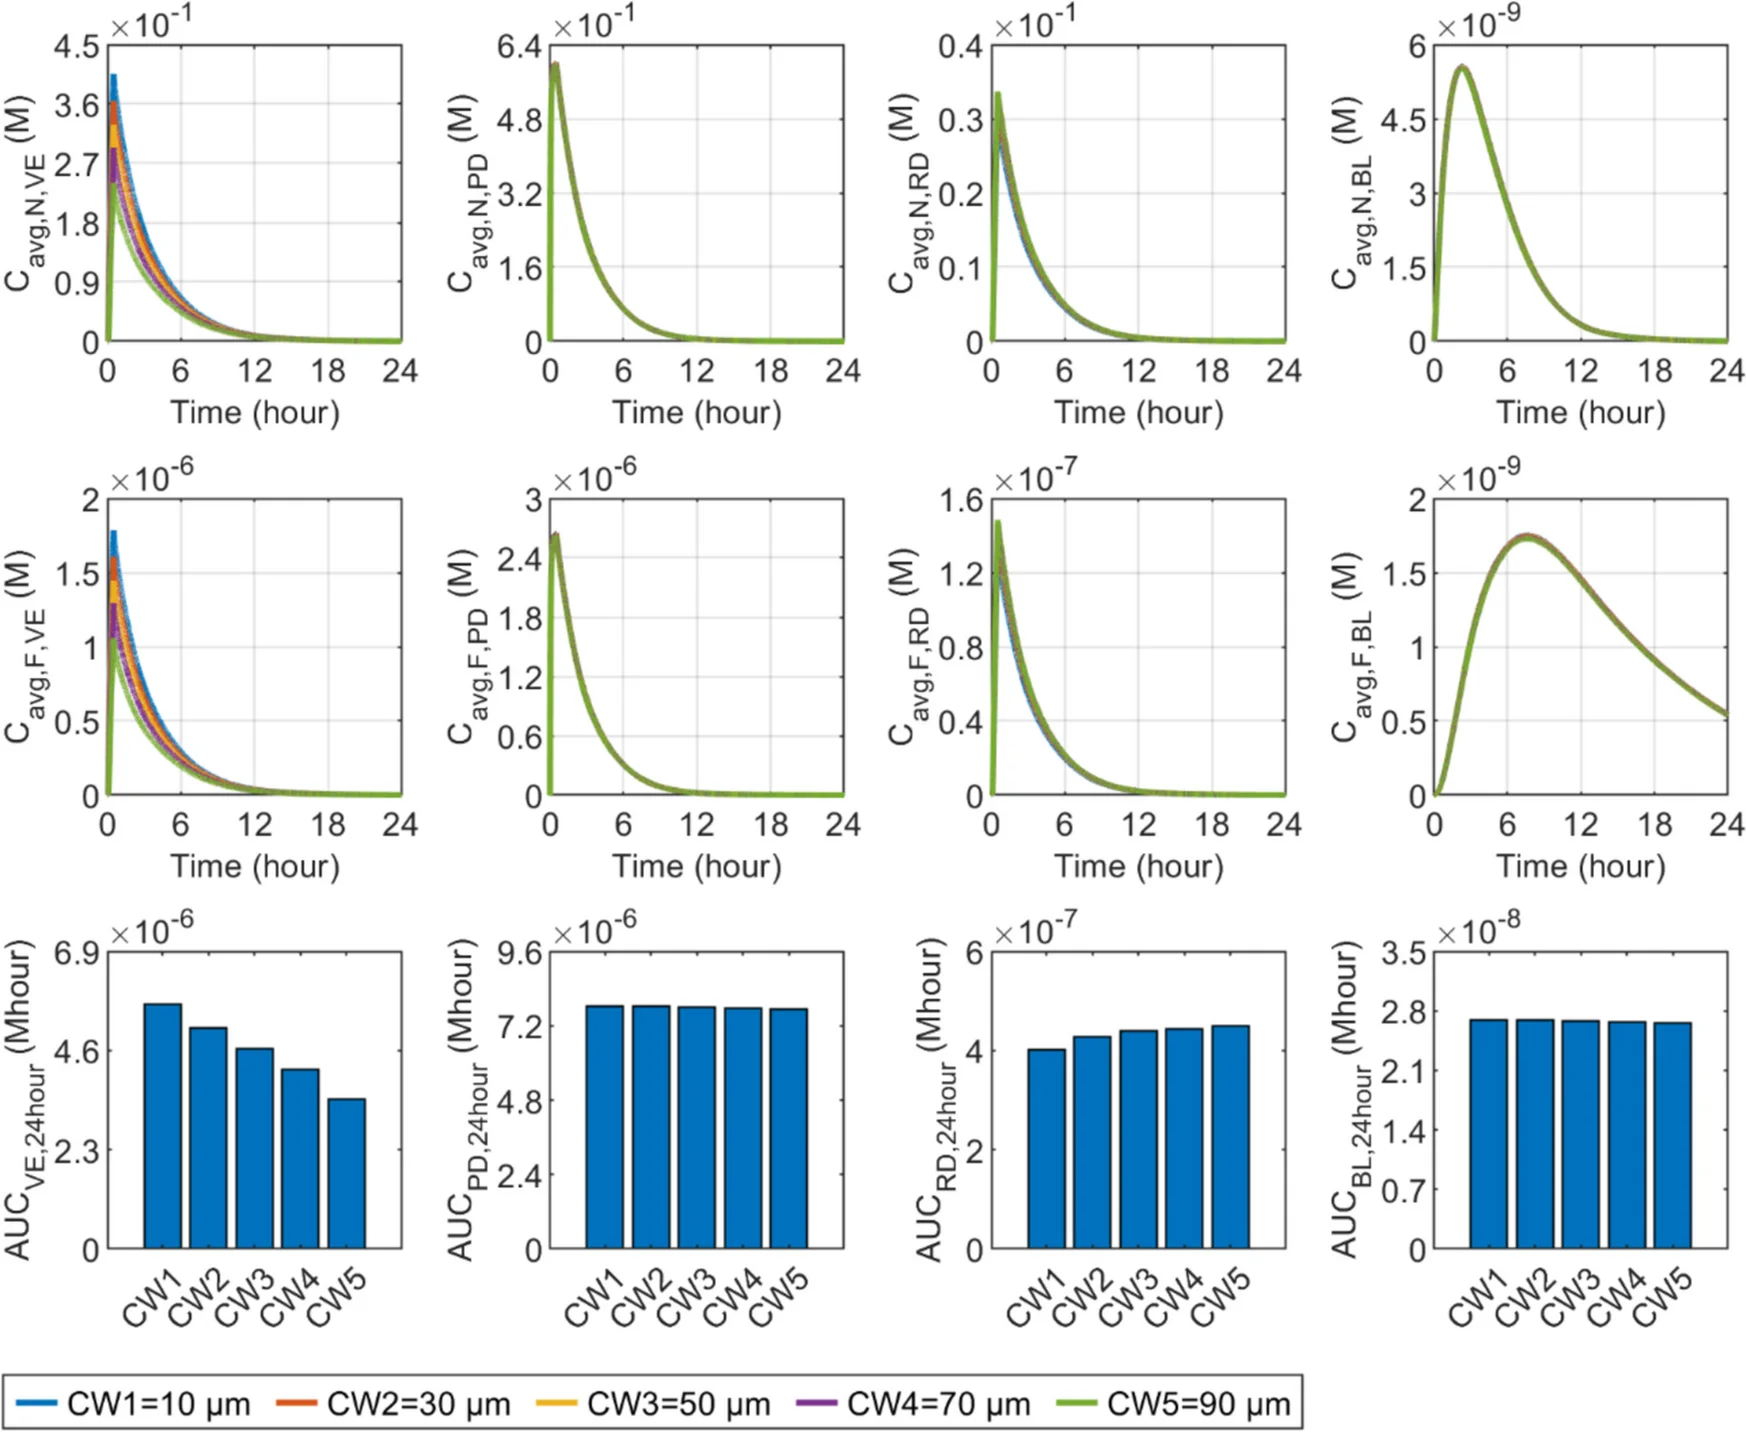 ×10^-1
C_avg,N,VE (M)
4.5
3.6
2.7
1.8
0.9
0
0 6 12 18 24
Time (hour)
×10^-1
C_avg,N,PD (M)
6.4
4.8
3.2
1.6
0
0 6 12 18 24
Time (hour)
×10^-1
C_avg,N,RD (M)
0.4
0.3
0.2
0.1
0
0 6 12 18 24
Time (hour)
×10^-9
C_avg,N,BL (M)
6
4.5
3
1.5
0
0 6 12 18 24
Time (hour)
×10^-6
C_avg,F,VE (M)
2
1.5
1
0.5
0
0 6 12 18 24
Time (hour)
×10^-6
C_avg,F,PD (M)
3
2.4
1.8
1.2
0.6
0
0 6 12 18 24
Time (hour)
×10^-7
C_avg,F,RD (M)
1.6
1.2
0.8
0.4
0
0 6 12 18 24
Time (hour)
×10^-9
C_avg,F,BL (M)
2
1.5
1
0.5
0
0 6 12 18 24
Time (hour)
×10^-6
AUC_VE,24hour (Mhour)
6.9
4.6
2.3
0
CW1 CW2 CW3 CW4 CW5
×10^-6
AUC_PD,24hour (Mhour)
9.6
7.2
4.8
2.4
0
CW1 CW2 CW3 CW4 CW5
×10^-7
AUC_RD,24hour (Mhour)
6
4
2
0
CW1 CW2 CW3 CW4 CW5
×10^-8
AUC_BL,24hour (Mhour)
3.5
2.8
2.1
1.4
0.7
0
CW1 CW2 CW3 CW4 CW5
CW1=10 μm CW2=30 μm CW3=50 μm CW4=70 μm CW5=90 μm